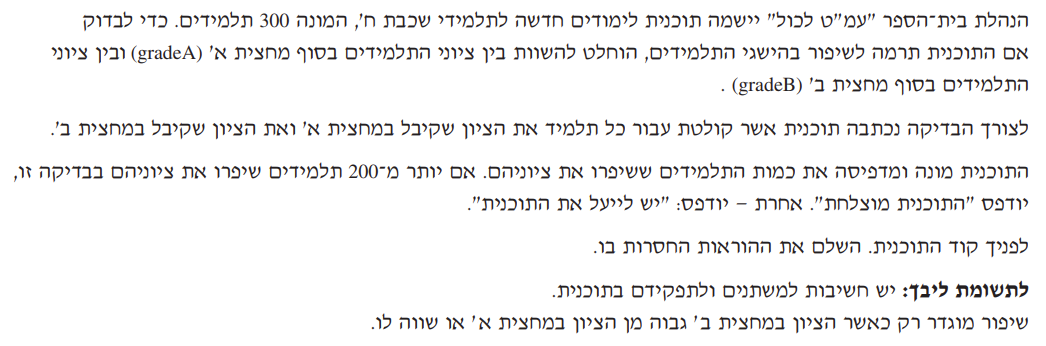 הנהלת בית־הספר "עמ"ט לכול" יישמה תוכנית לימודים חדשה לתלמידי שכבת ח', המונה 300 תלמידים. כדי לבדוק
אם התוכנית תרמה לשיפור בהישגי התלמידים, הוחלט להשוות בין ציוני התלמידים בסוף מחצית א' (gradeA) ובין ציוני
התלמידים בסוף מחצית ב' (gradeB) .
לצורך הבדיקה נכתבה תוכנית אשר קולטת עבור כל תלמיד את הציון שקיבל במחצית א' ואת הציון שקיבל במחצית ב'.
התוכנית מונה ומדפיסה את כמות התלמידים ששיפרו את ציוניהם. אם יותר מ־200 תלמידים שיפרו את ציוניהם בבדיקה זו,
יודפס "התוכנית מוצלחת". אחרת – יודפס: "יש לייעל את התוכנית".
לפניך קוד התוכנית. השלם את ההוראות החסרות בו.
לתשומת ליבך: יש חשיבות למשתנים ולתפקידם בתוכנית.
שיפור מוגדר רק כאשר הציון במחצית ב' גבוה מן הציון במחצית א' או שווה לו.